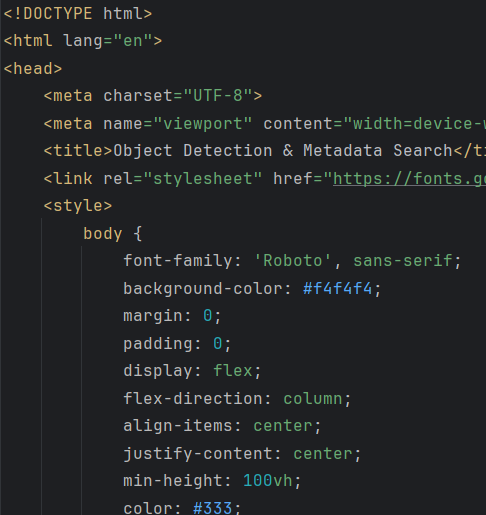 <!DOCTYPE html>
<html lang="en">
<head>
    <meta charset="UTF-8">
    <meta name="viewport" content="width=device-w
    <title>Object Detection & Metadata Search</ti
    <link rel="stylesheet" href="https://fonts.go
    <style>
        body {
            font-family: 'Roboto', sans-serif;
            background-color: #f4f4f4;
            margin: 0;
            padding: 0;
            display: flex;
            flex-direction: column;
            align-items: center;
            justify-content: center;
            min-height: 100vh;
            color: #333;